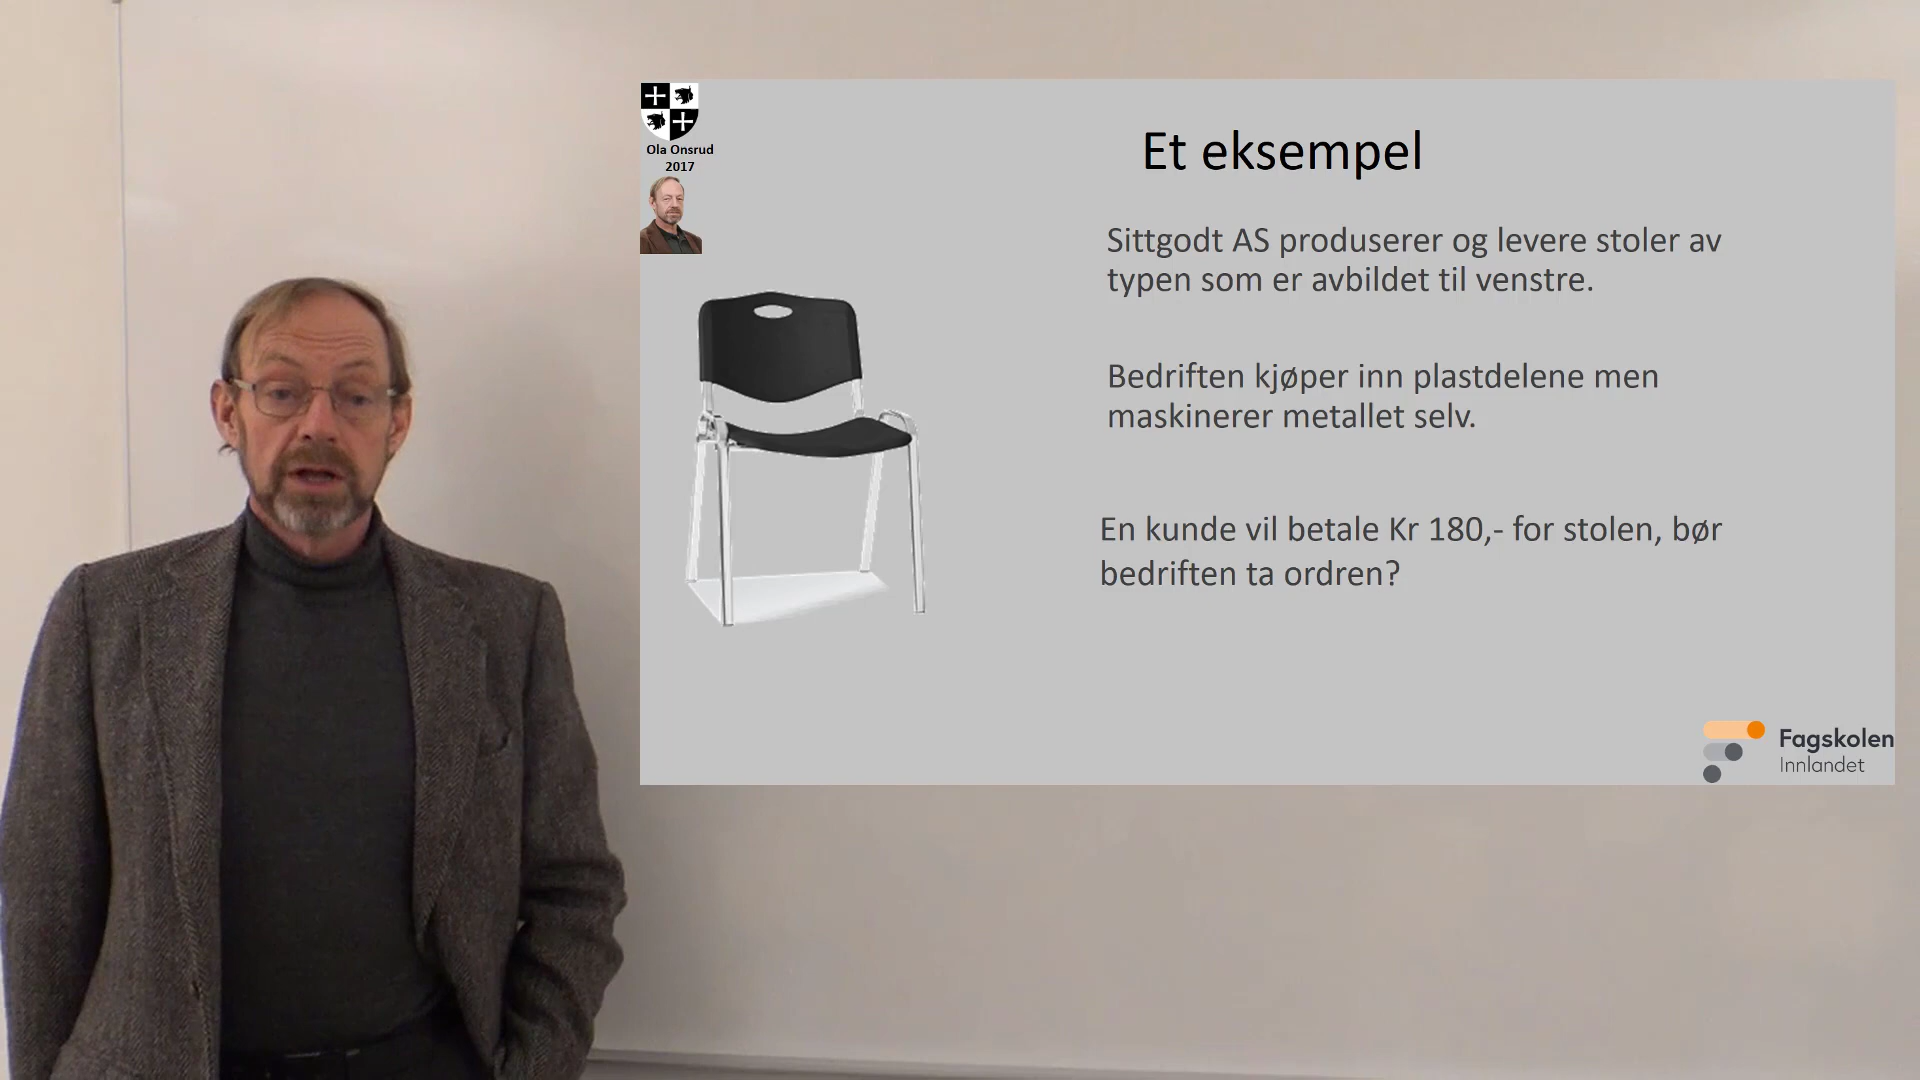 Ola Onsrud
2017
Et eksempel
Sittgodt AS produserer og levere stoler av
typen som er avbildet til venstre.
Bedriften kjøper inn plastdelene men
maskinerer metallet selv.
En kunde vil betale Kr 180,- for stolen, bør
bedriften ta ordren?
Fagskolen
Innlandet